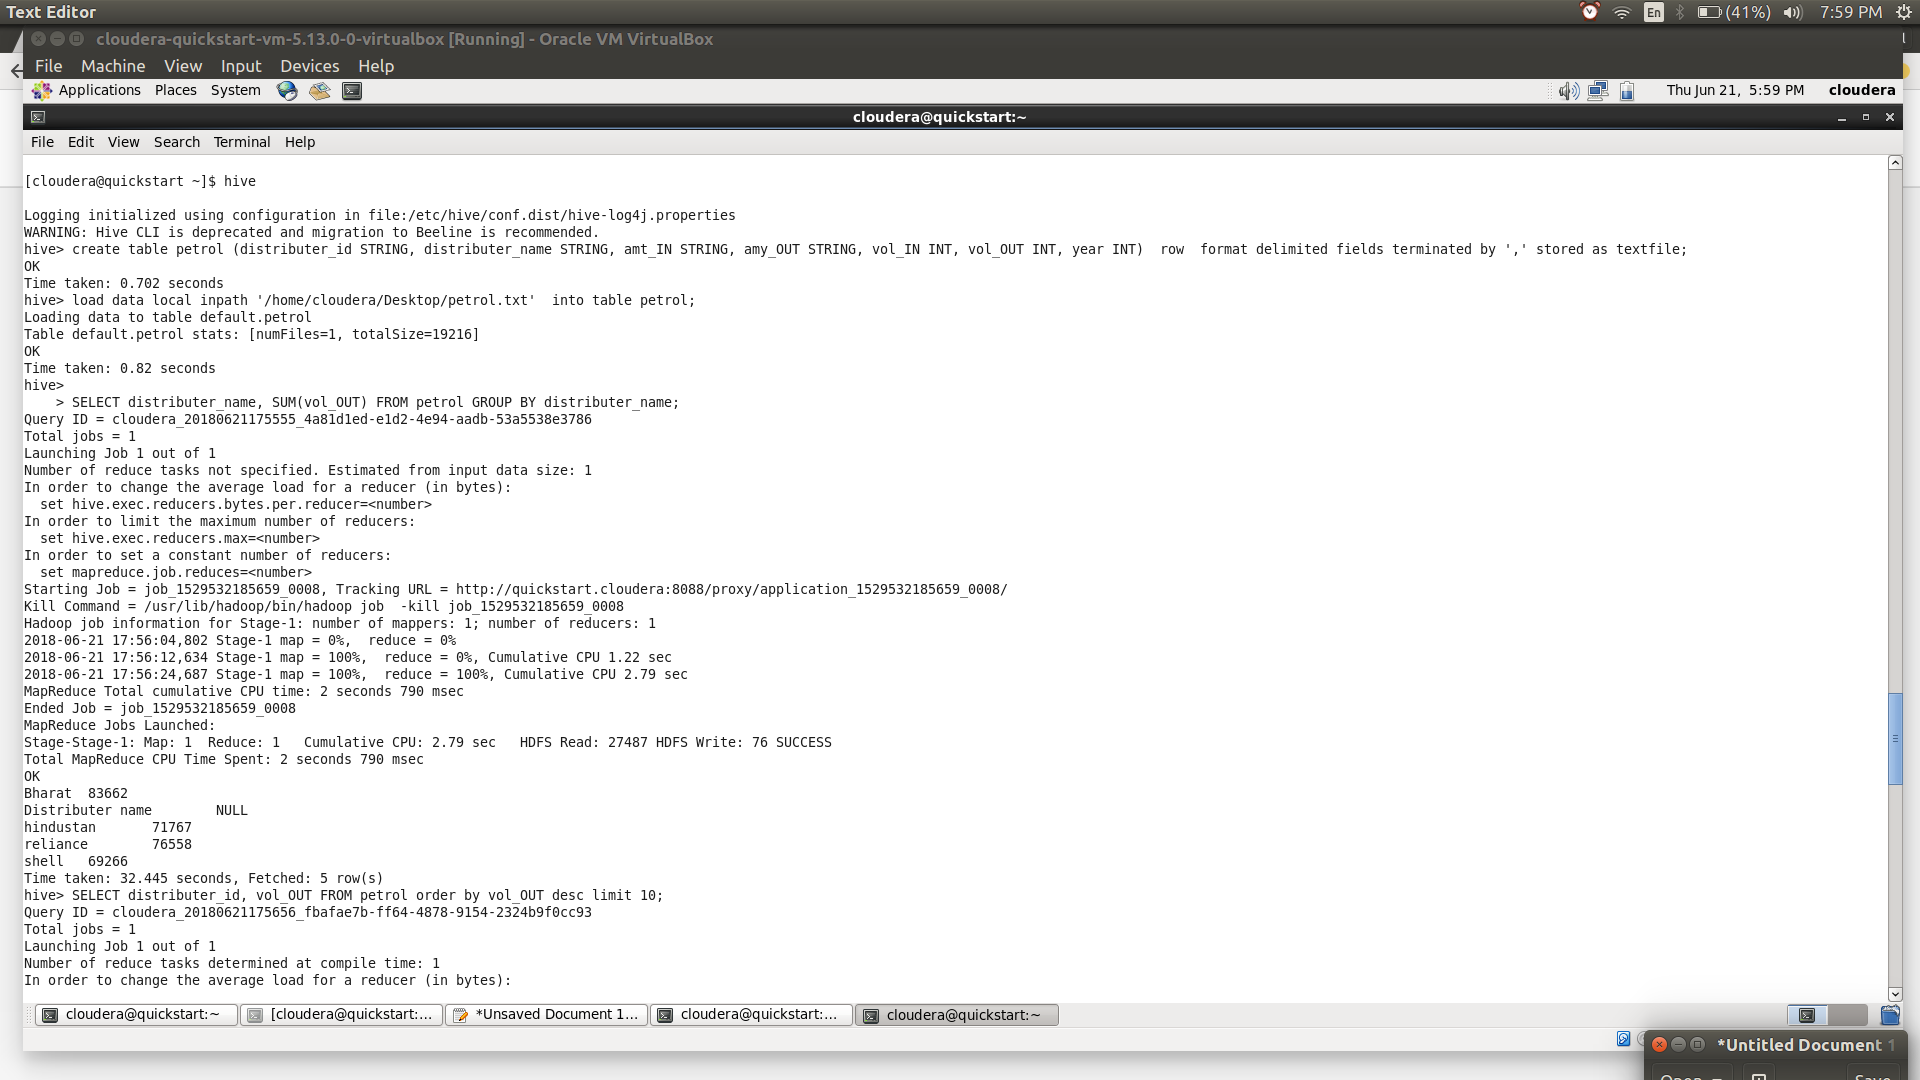 Text Editor
En (41%) 7:59 PM
cloudera-quickstart-vm-5.13.0-0-virtualbox [Running] - Oracle VM VirtualBox
File Machine View Input Devices Help
Applications Places System Thu Jun 21, 5:59 PM cloudera
cloudera@quickstart:~
File Edit View Search Terminal Help
[cloudera@quickstart ~]$ hive
Logging initialized using configuration in file:/etc/hive/conf.dist/hive-log4j.properties
WARNING: Hive CLI is deprecated and migration to Beeline is recommended.
hive> create table petrol (distributer_id STRING, distributer_name STRING, amt_IN STRING, amy_OUT STRING, vol_IN INT, vol_OUT INT, year INT)  row  format delimited fields terminated by ',' stored as textfile;
OK
Time taken: 0.702 seconds
hive> load data local inpath '/home/cloudera/Desktop/petrol.txt'  into table petrol;
Loading data to table default.petrol
Table default.petrol stats: [numFiles=1, totalSize=19216]
OK
Time taken: 0.82 seconds
hive>
    > SELECT distributer_name, SUM(vol_OUT) FROM petrol GROUP BY distributer_name;
Query ID = cloudera_20180621175555_4a81d1ed-e1d2-4e94-aadb-53a5538e3786
Total jobs = 1
Launching Job 1 out of 1
Number of reduce tasks not specified. Estimated from input data size: 1
In order to change the average load for a reducer (in bytes):
  set hive.exec.reducers.bytes.per.reducer=<number>
In order to limit the maximum number of reducers:
  set hive.exec.reducers.max=<number>
In order to set a constant number of reducers:
  set mapreduce.job.reduces=<number>
Starting Job = job_1529532185659_0008, Tracking URL = http://quickstart.cloudera:8088/proxy/application_1529532185659_0008/
Kill Command = /usr/lib/hadoop/bin/hadoop job  -kill job_1529532185659_0008
Hadoop job information for Stage-1: number of mappers: 1; number of reducers: 1
2018-06-21 17:56:04,802 Stage-1 map = 0%,  reduce = 0%
2018-06-21 17:56:12,634 Stage-1 map = 100%,  reduce = 0%, Cumulative CPU 1.22 sec
2018-06-21 17:56:24,687 Stage-1 map = 100%,  reduce = 100%, Cumulative CPU 2.79 sec
MapReduce Total cumulative CPU time: 2 seconds 790 msec
Ended Job = job_1529532185659_0008
MapReduce Jobs Launched:
Stage-Stage-1: Map: 1  Reduce: 1   Cumulative CPU: 2.79 sec   HDFS Read: 27487 HDFS Write: 76 SUCCESS
Total MapReduce CPU Time Spent: 2 seconds 790 msec
OK
Bharat  83662
Distributer name        NULL
hindustan       71767
reliance        76558
shell   69266
Time taken: 32.445 seconds, Fetched: 5 row(s)
hive> SELECT distributer_id, vol_OUT FROM petrol order by vol_OUT desc limit 10;
Query ID = cloudera_20180621175656_fbafae7b-ff64-4878-9154-2324b9f0cc93
Total jobs = 1
Launching Job 1 out of 1
Number of reduce tasks determined at compile time: 1
In order to change the average load for a reducer (in bytes):
cloudera@quickstart:~ [cloudera@quickstart:... *Unsaved Document 1... cloudera@quickstart:... cloudera@quickstart:~
*Untitled Document 1
Open Save